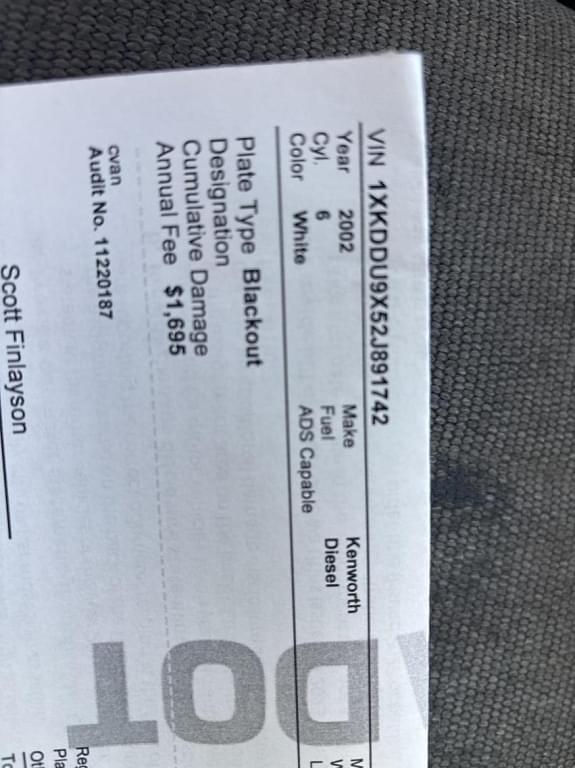 VIN 1XKDDU9X52J891742
Year 2002 Make Kenworth
Cyl. 6 Fuel Diesel
Color White ADS Capable
Plate Type Blackout
Designation
Cumulative Damage
Annual Fee $1,695
cvan
Audit No. 11220187
Scott Finlayson
DOT